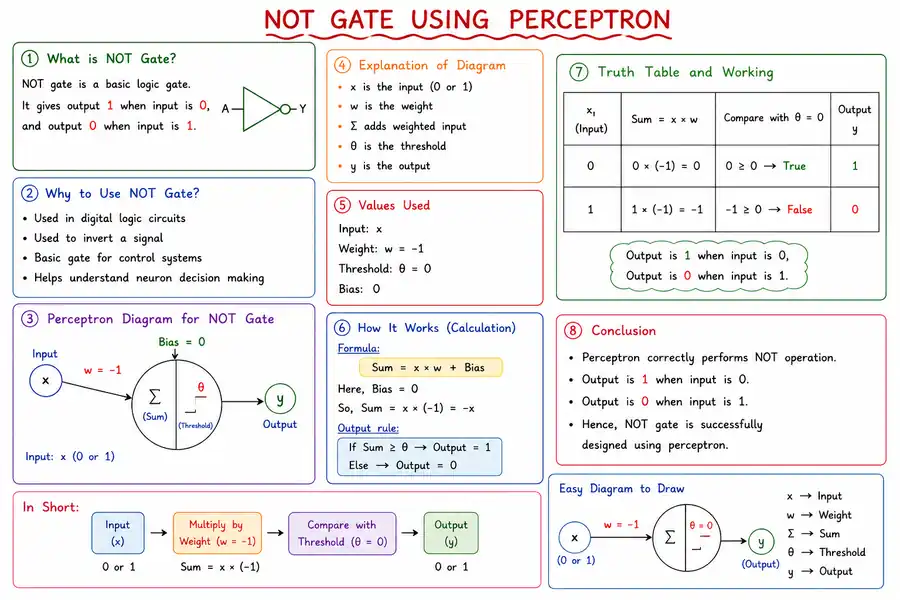 NOT GATE USING PERCEPTRON
① What is NOT Gate?
NOT gate is a basic logic gate.
It gives output 1 when input is 0,
and output 0 when input is 1.
A
Y
② Why to Use NOT Gate?
• Used in digital logic circuits
• Used to invert a signal
• Basic gate for control systems
• Helps understand neuron decision making
③ Perceptron Diagram for NOT Gate
Bias = 0
Input
x
w = -1
Σ
(Sum)
θ
(Threshold)
y
Output
Input: x (0 or 1)
④ Explanation of Diagram
• x is the input (0 or 1)
• w is the weight
• Σ adds weighted input
• θ is the threshold
• y is the output
⑤ Values Used
Input: x
Weight: w = -1
Threshold: θ = 0
Bias: 0
⑥ How It Works (Calculation)
Formula:
Sum = x × w + Bias
Here, Bias = 0
So, Sum = x × (-1) = -x
Output rule:
If Sum ≥ θ → Output = 1
Else → Output = 0
⑦ Truth Table and Working
x₁ (Input) Sum = x × w Compare with θ = 0 Output y
0 0 × (-1) = 0 0 ≥ 0 → True 1
1 1 × (-1) = -1 -1 ≥ 0 → False 0
Output is 1 when input is 0,
Output is 0 when input is 1.
⑧ Conclusion
• Perceptron correctly performs NOT operation.
• Output is 1 when input is 0.
• Output is 0 when input is 1.
• Hence, NOT gate is successfully
designed using perceptron.
In Short:
Input
(x)
→
Multiply by
Weight (w = -1)
→
Compare with
Threshold (θ = 0)
→
Output
(y)
0 or 1
Sum = x × (-1)
0 or 1
Easy Diagram to Draw
x
(0 or 1)
w = -1
Σ
θ = 0
y
(Output)
x → Input
w → Weight
Σ → Sum
θ → Threshold
y → Output